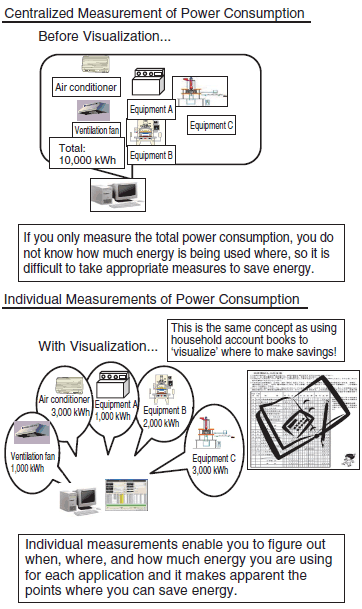 Centralized Measurement of Power Consumption
Before Visualization...
Air conditioner
Equipment A
Ventilation fan
Equipment C
Total:
10,000 kWh
Equipment B
If you only measure the total power consumption, you do
not know how much energy is being used where, so it is
difficult to take appropriate measures to save energy.
Individual Measurements of Power Consumption
This is the same concept as using
household account books to
‘visualize’ where to make savings!
With Visualization...
Air conditioner
3,000 kWh
Equipment A
1,000 kWh
Equipment B
2,000 kWh
Ventilation fan
1,000 kWh
Equipment C
3,000 kWh
Individual measurements enable you to figure out
when, where, and how much energy you are using
for each application and it makes apparent the
points where you can save energy.